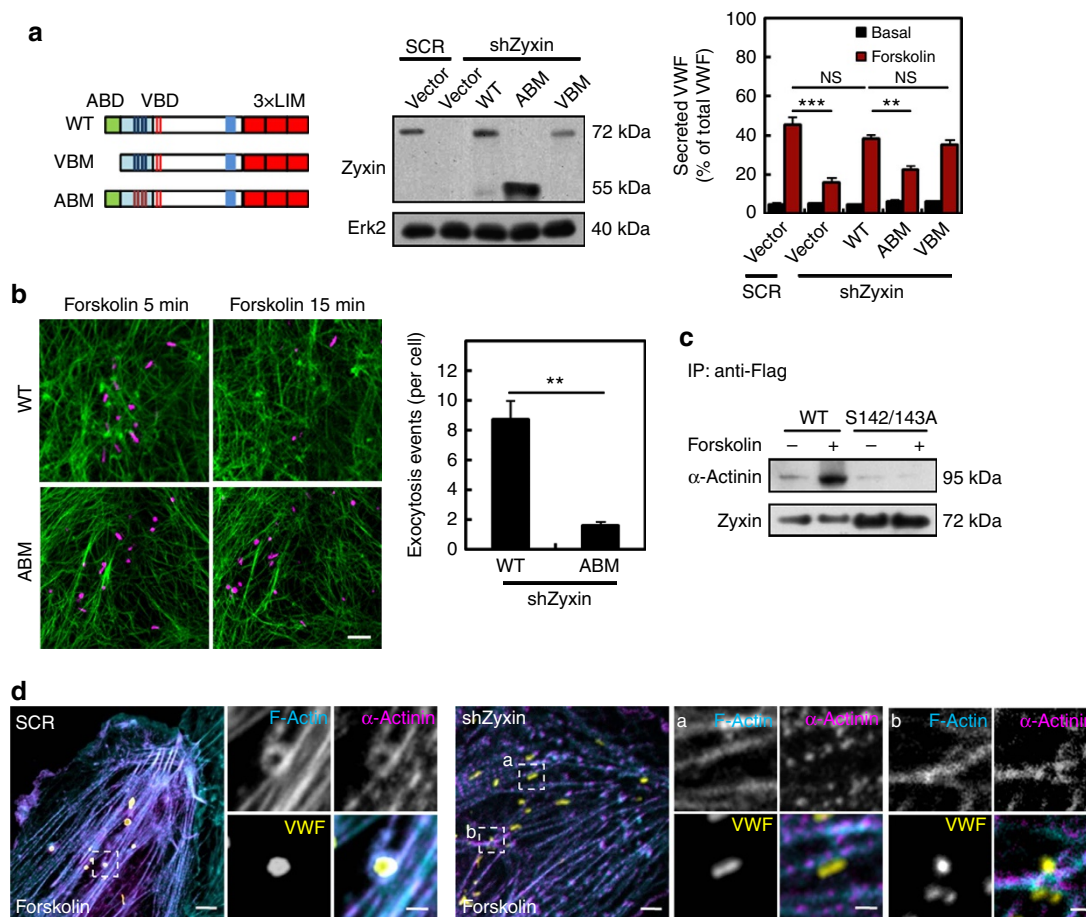 a
ABD VBD 3×LIM
WT
VBM
ABM
SCR shZyxin
Vector Vector WT ABM VBM
Zyxin
72 kDa
55 kDa
Erk2 40 kDa
Secreted VWF
(% of total VWF)
100
80
60
40
20
0
Basal
Forskolin
NS NS
*** **
Vector Vector WT ABM VBM
SCR shZyxin
b
Forskolin 5 min Forskolin 15 min
WT
ABM
Exocytosis events (per cell)
12
10
8
6
4
2
0
**
WT ABM
shZyxin
c
IP: anti-Flag
WT S142/143A
Forskolin – + – +
α-Actinin 95 kDa
Zyxin 72 kDa
d
SCR
Forskolin
F-Actin α-Actinin
VWF
shZyxin
a
b
Forskolin
a F-Actin α-Actinin
VWF
b F-Actin α-Actinin
VWF